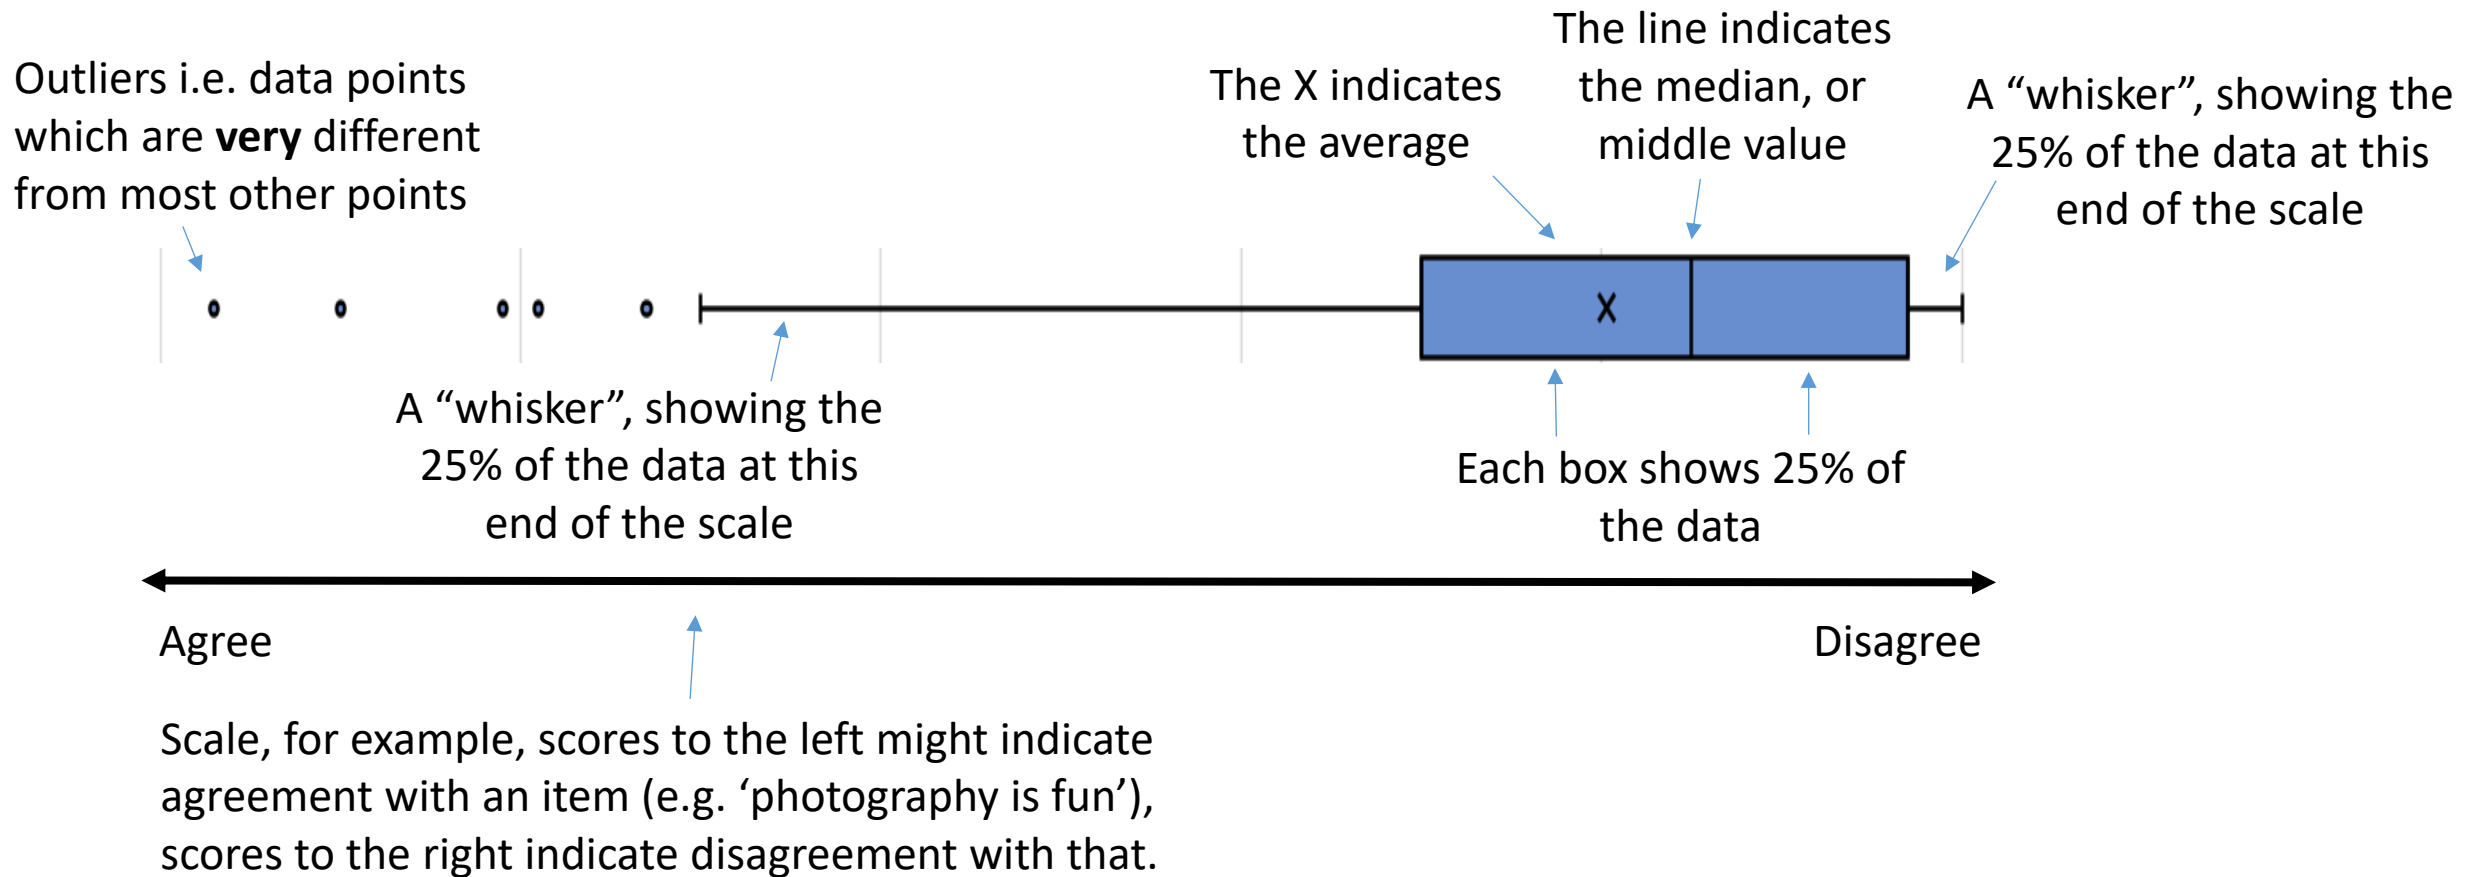 Outliers i.e. data points
which are very different
from most other points
The X indicates
the average
The line indicates
the median, or
middle value
A “whisker”, showing the
25% of the data at this
end of the scale
X
A “whisker”, showing the
25% of the data at this
end of the scale
Each box shows 25% of
the data
Agree
Disagree
Scale, for example, scores to the left might indicate
agreement with an item (e.g. ‘photography is fun’),
scores to the right indicate disagreement with that.